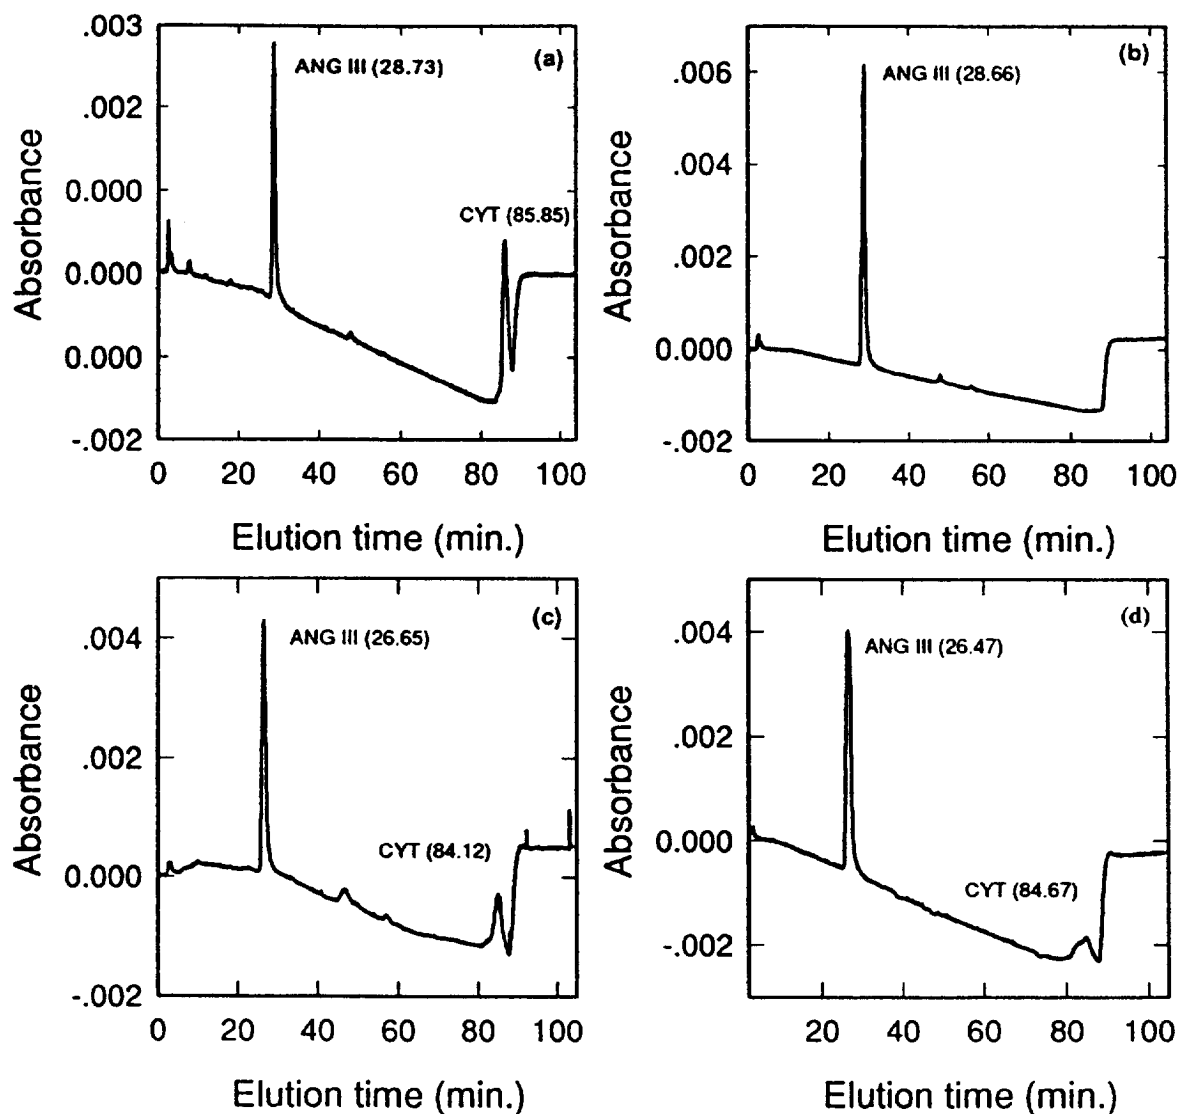 .003
.002
0.000
0.000
0.000
-.002
Absorbance
ANG III (28.73)
(a)
CYT (85.85)
0 20 40 60 80 100
Elution time (min.)
.006
.004
.002
0.000
-.002
Absorbance
ANG III (28.66)
(b)
0 20 40 60 80 100
Elution time (min.)
.004
.002
0.000
-.002
Absorbance
ANG III (26.65)
(c)
CYT (84.12)
0 20 40 60 80 100
Elution time (min.)
.004
.002
0.000
-.002
Absorbance
ANG III (26.47)
(d)
CYT (84.67)
20 40 60 80 100
Elution time (min.)